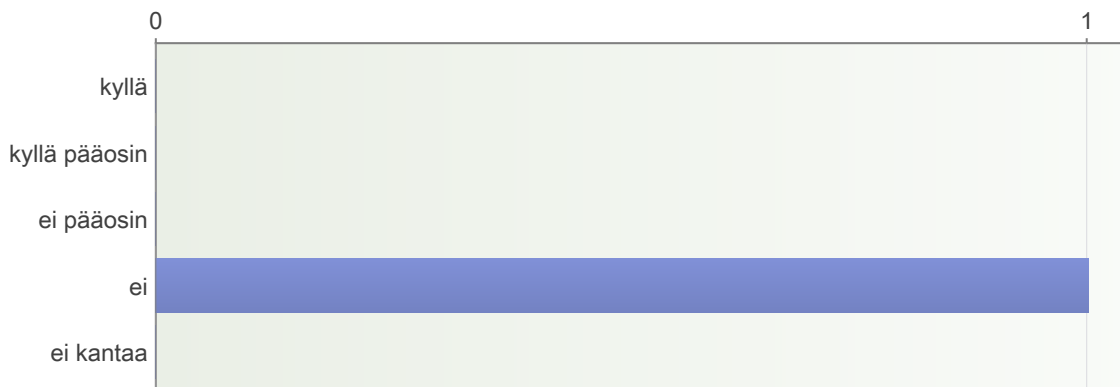 0 1
kyllä
kyllä pääosin
ei pääosin
ei
ei kantaa